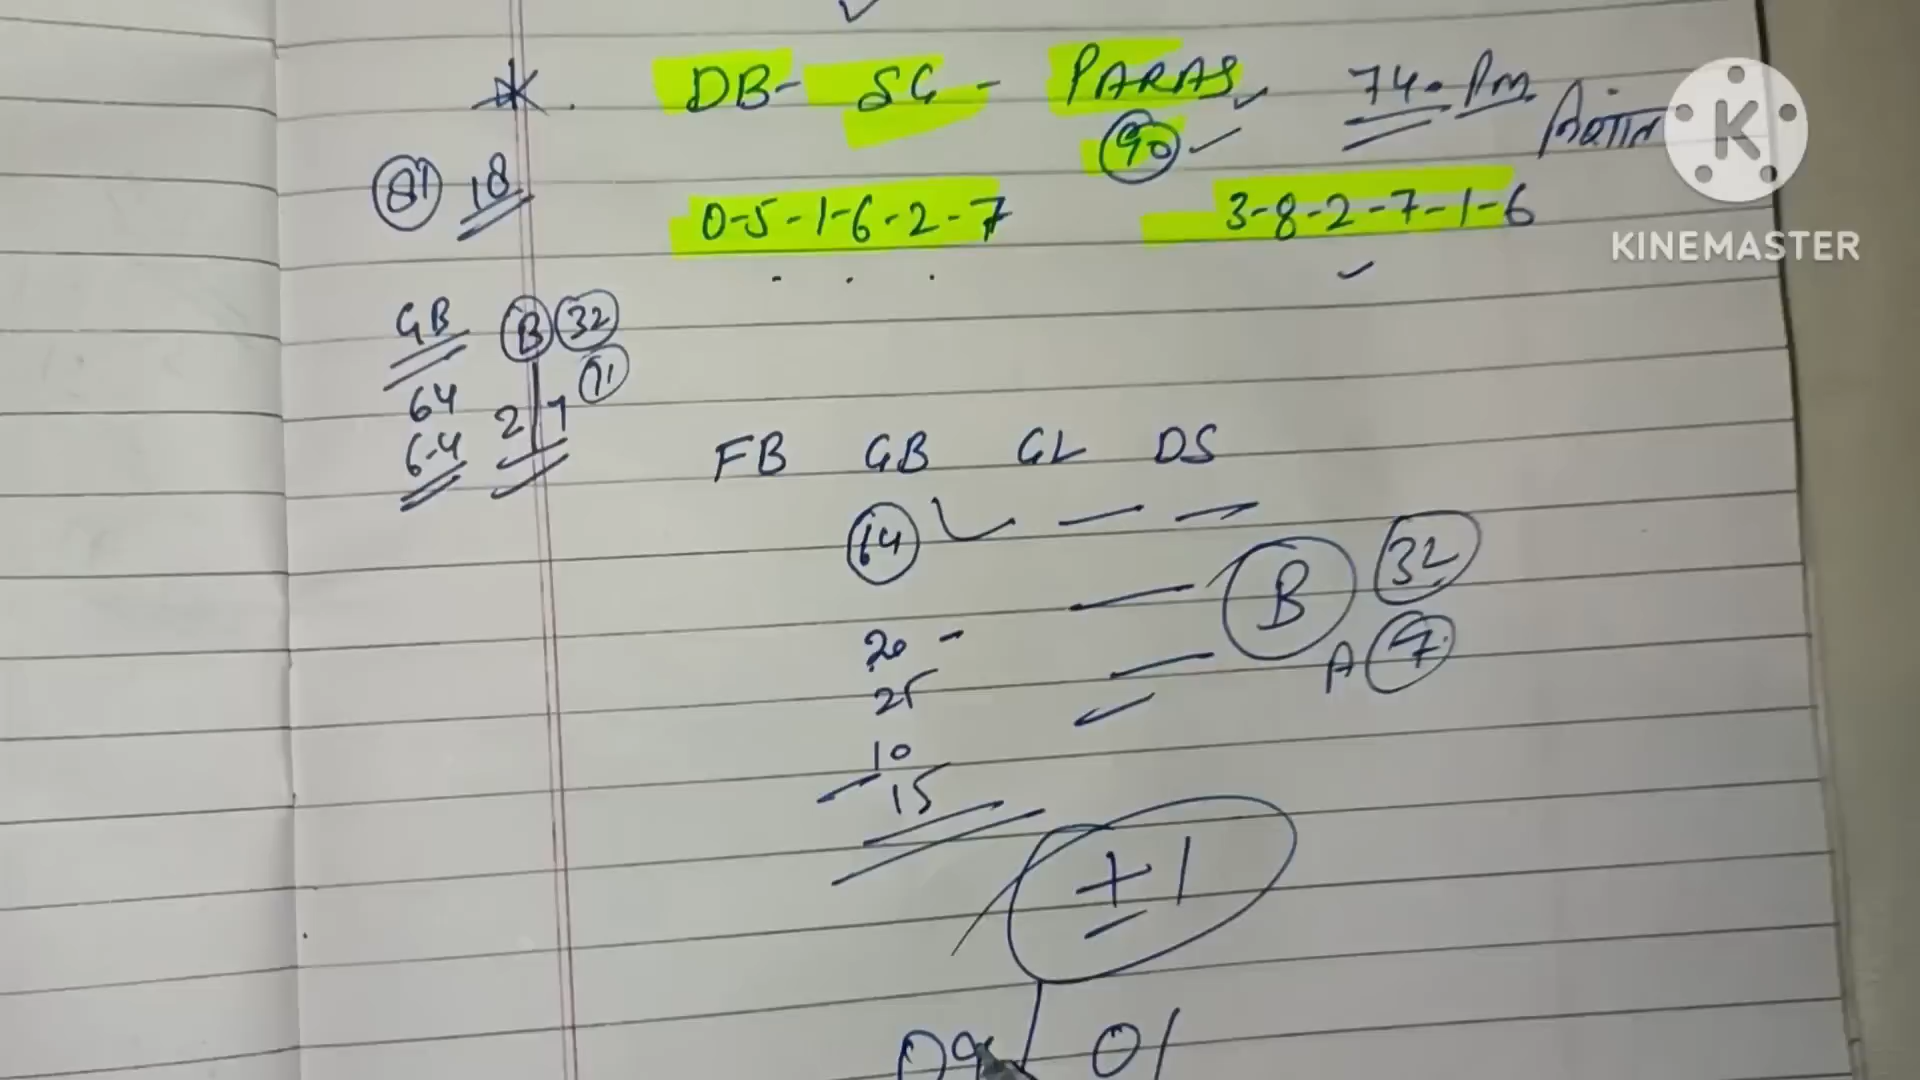 DB- SG - PARAS 74. Pm
90
81 18
0-5-1-6-2-7 3-8-2-7-1-6
K
KINEMASTER
GB B 32
71
64 2 7
6-4
FB GB GL DS
64
B 32
A 7
20 -
25
10
15
+1
09 01